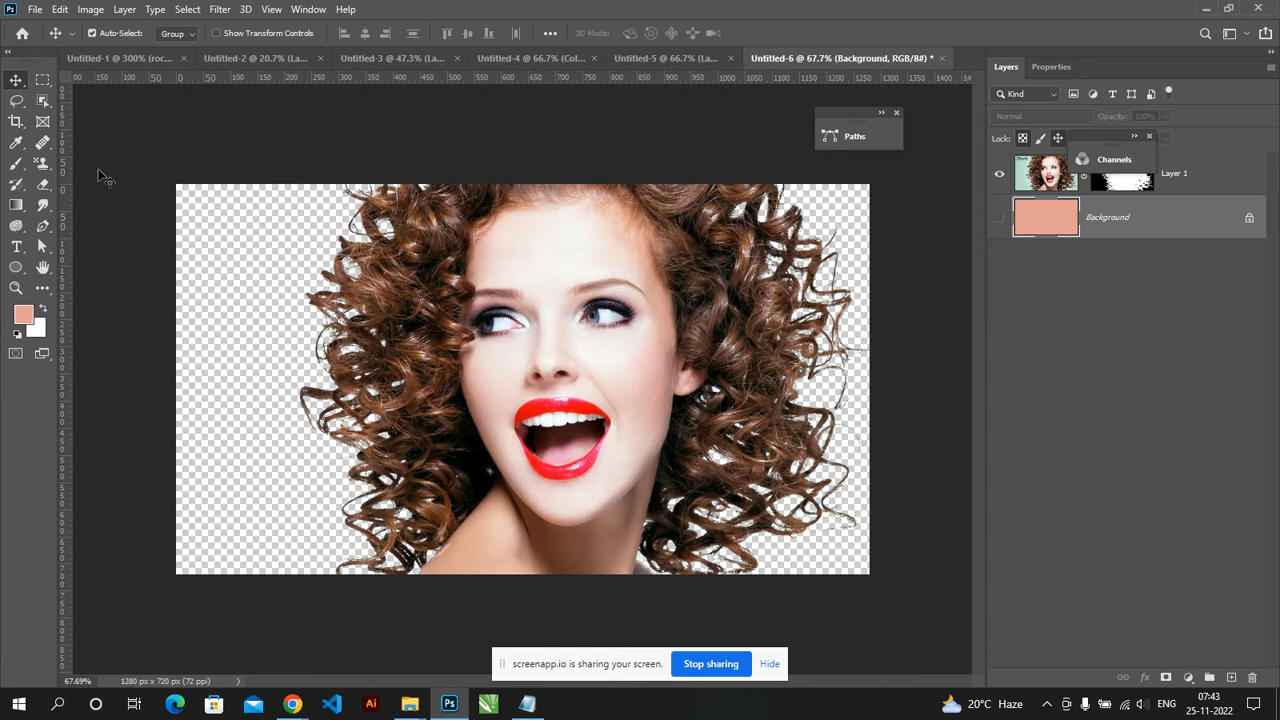 Ps File Edit Image Layer Type Select Filter 3D View Window Help
Auto-Select: Group Show Transform Controls 3D Mode:
Untitled-1 @ 300% (roc... Untitled-2 @ 20.7% (La... Untitled-3 @ 47.3% (La... Untitled-4 @ 66.7% (Col... Untitled-5 @ 66.7% (La... Untitled-6 @ 67.7% (Background, RGB/8#) *
Layers Properties
Kind
Normal Opacity: 100%
Lock:
Paths
Channels
Layer 1
Background
screenapp.io is sharing your screen. Stop sharing Hide
67.69% 1280 px x 720 px (72 ppi)
Ai Ps
20°C Haze ENG 07:43
25-11-2022